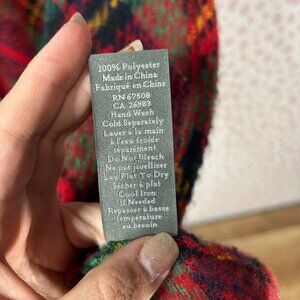 100% Polyester
Made in China
Fabriqué en Chine
RN 67508
CA 26983
Hand Wash
Cold Separately
Laver à la main
à l'eau froide
séparément
Do Not Bleach
Ne pas javelliser
Lay Flat To Dry
Sécher à plat
Cool Iron
If Needed
Repasser à basse
température
au besoin